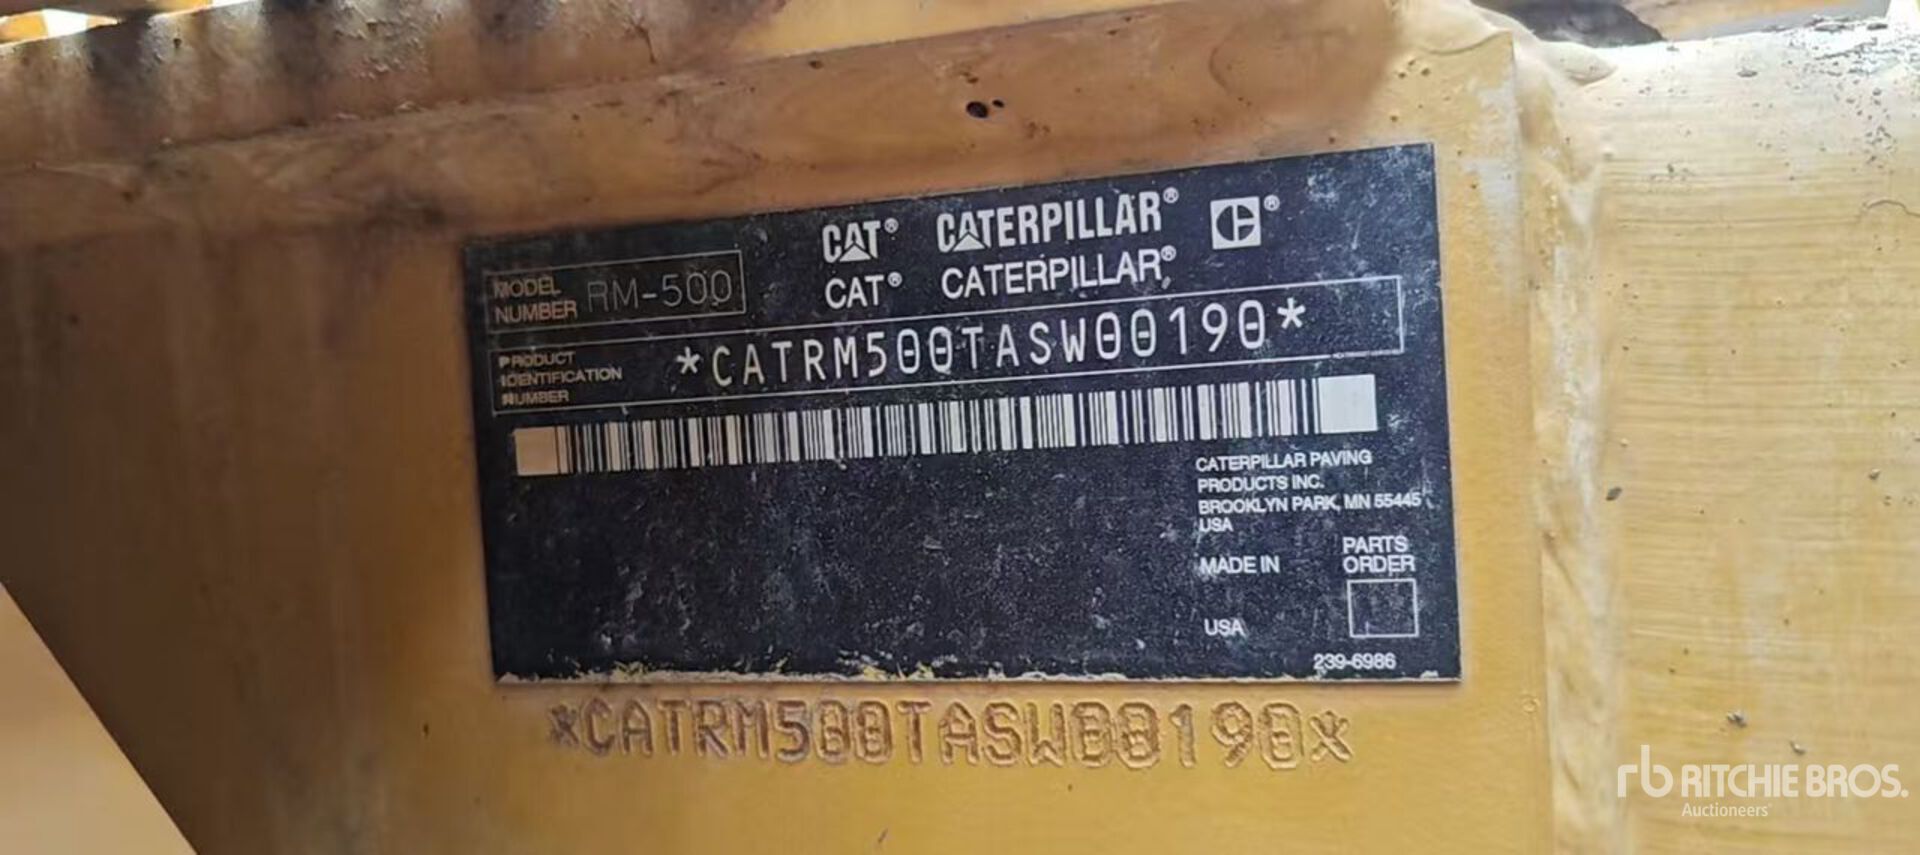 CAT® CATERPILLAR® ®
CAT® CATERPILLAR®
MODEL
NUMBER RM-500
PRODUCT
IDENTIFICATION
NUMBER
*CATRM500TASW00190*
CATERPILLAR PAVING
PRODUCTS INC.
BROOKLYN PARK, MN 55445
USA
MADE IN
USA
PARTS
ORDER
239-6986
*CATRM500TASW00190*
rb RITCHIE BROS.
Auctioneers